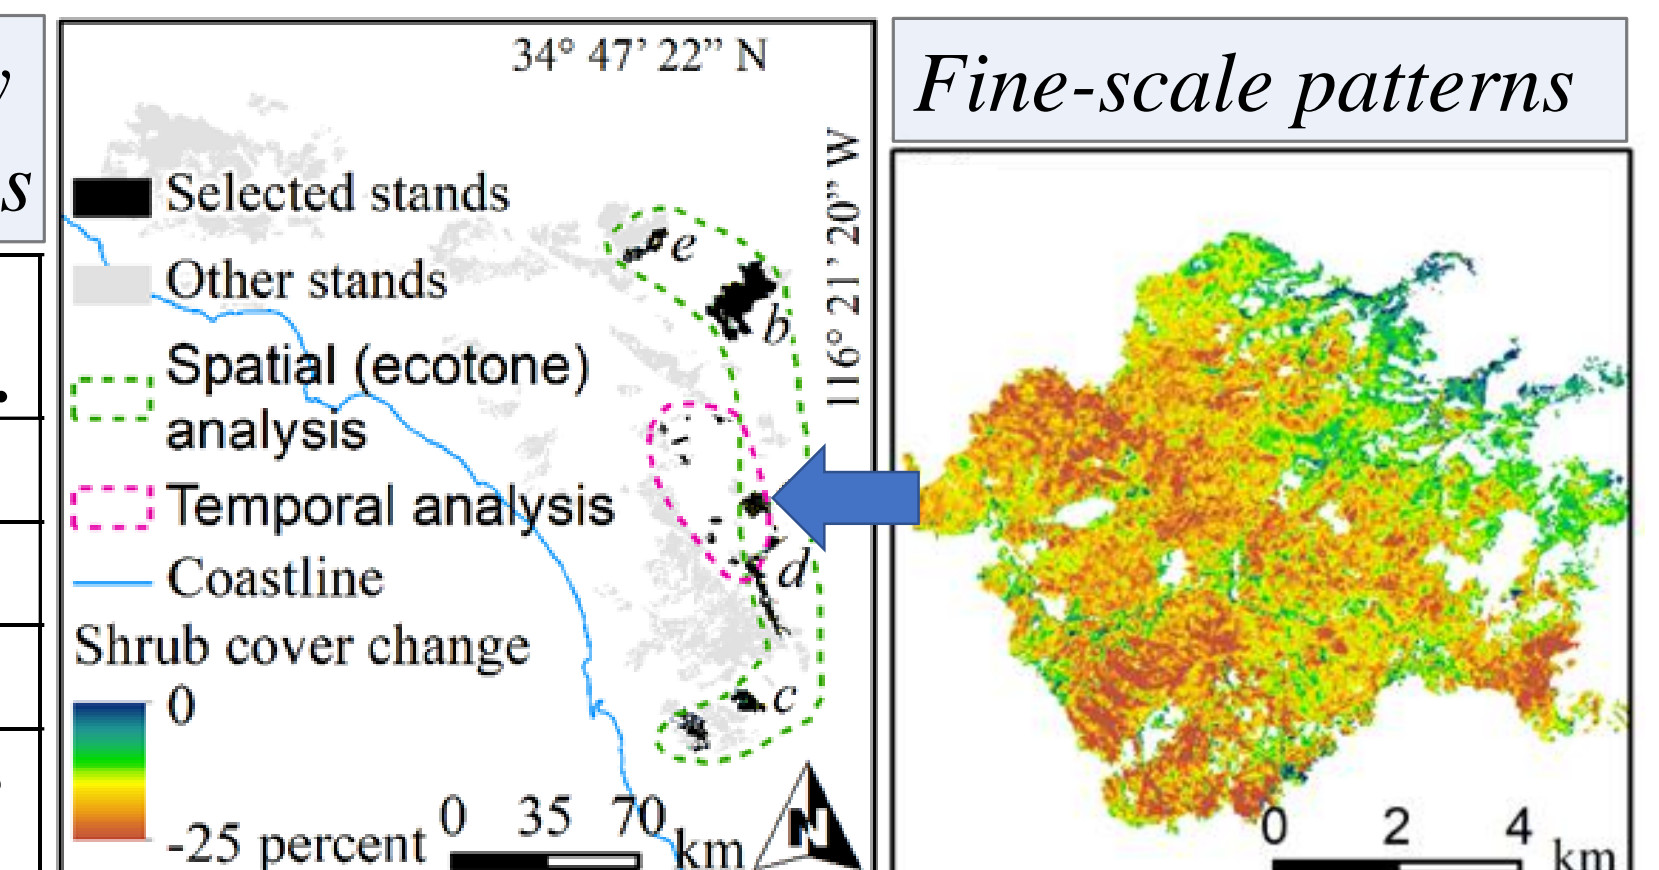 y
s
34° 47’ 22” N
116° 21’ 20” W
Selected stands
Other stands
Spatial (ecotone)
analysis
Temporal analysis
Coastline
Shrub cover change
0
-25 percent
e
b
d
c
0 35 70
km
N
Fine-scale patterns
0 2 4
km